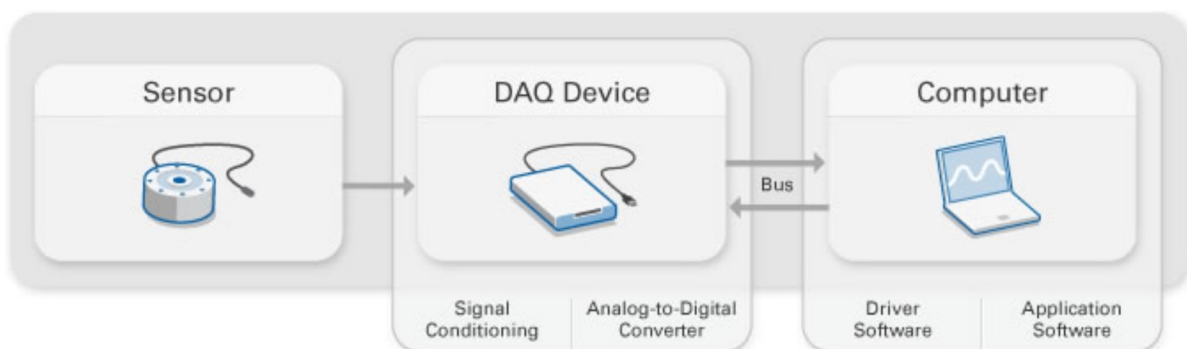 Sensor
DAQ Device
Computer
Bus
Signal
Conditioning
Analog-to-Digital
Converter
Driver
Software
Application
Software